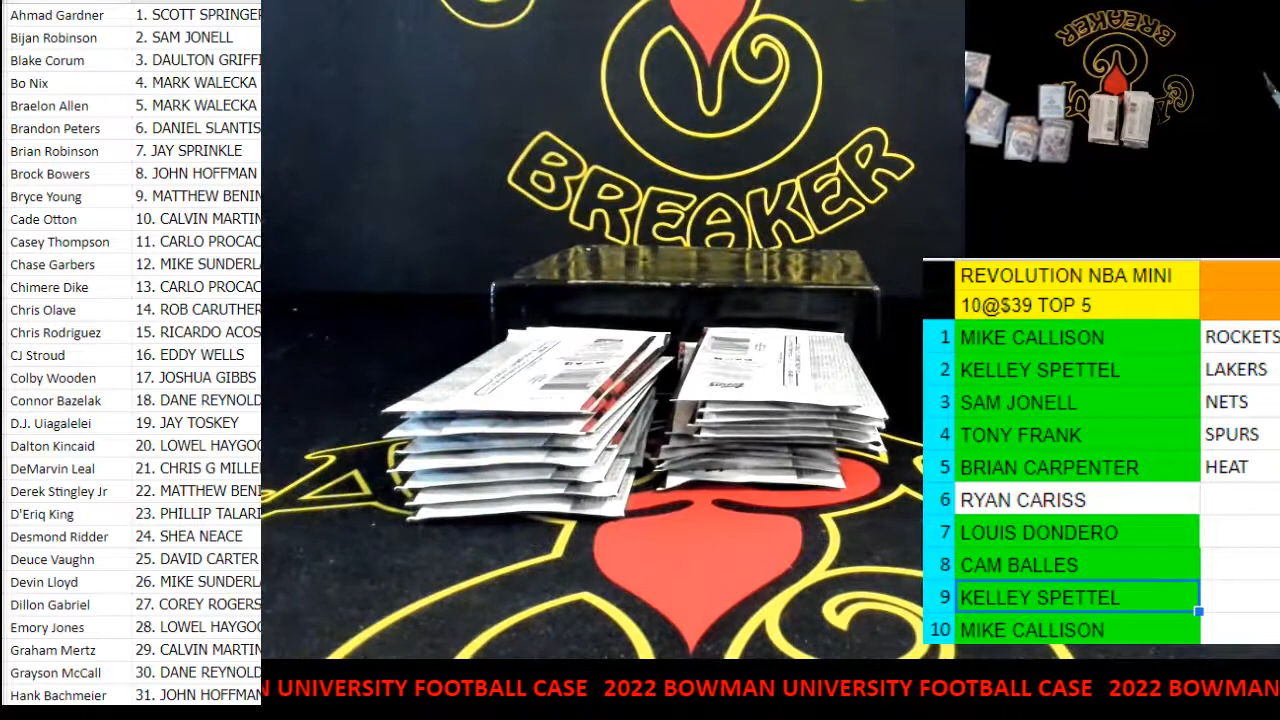 Ahmad Gardner 1. SCOTT SPRINGER
Bijan Robinson 2. SAM JONELL
Blake Corum 3. DAULTON GRIFFI
Bo Nix 4. MARK WALECKA
Braelon Allen 5. MARK WALECKA
Brandon Peters 6. DANIEL SLANTIS
Brian Robinson 7. JAY SPRINKLE
Brock Bowers 8. JOHN HOFFMAN
Bryce Young 9. MATTHEW BENIN
Cade Otton 10. CALVIN MARTIN
Casey Thompson 11. CARLO PROCAC
Chase Garbers 12. MIKE SUNDERLA
Chimere Dike 13. CARLO PROCAC
Chris Olave 14. ROB CARUTHER
Chris Rodriguez 15. RICARDO ACOS
CJ Stroud 16. EDDY WELLS
Colby Wooden 17. JOSHUA GIBBS
Connor Bazelak 18. DANE REYNOLD
D.J. Uiagalelei 19. JAY TOSKEY
Dalton Kincaid 20. LOWEL HAYGOO
DeMarvin Leal 21. CHRIS G MILLE
Derek Stingley Jr 22. MATTHEW BENI
D'Eriq King 23. PHILLIP TALARI
Desmond Ridder 24. SHEA NEACE
Deuce Vaughn 25. DAVID CARTER
Devin Lloyd 26. MIKE SUNDERLA
Dillon Gabriel 27. COREY ROGERS
Emory Jones 28. LOWEL HAYGOO
Graham Mertz 29. CALVIN MARTIN
Grayson McCall 30. DANE REYNOLD
Hank Bachmeier 31. JOHN HOFFMAN
BREAKER
BREAKER
REVOLUTION NBA MINI
10@$39 TOP 5
1 MIKE CALLISON ROCKETS
2 KELLEY SPETTEL LAKERS
3 SAM JONELL NETS
4 TONY FRANK SPURS
5 BRIAN CARPENTER HEAT
6 RYAN CARISS
7 LOUIS DONDERO
8 CAM BALLES
9 KELLEY SPETTEL
10 MIKE CALLISON
N UNIVERSITY FOOTBALL CASE 2022 BOWMAN UNIVERSITY FOOTBALL CASE 2022 BOWMAN